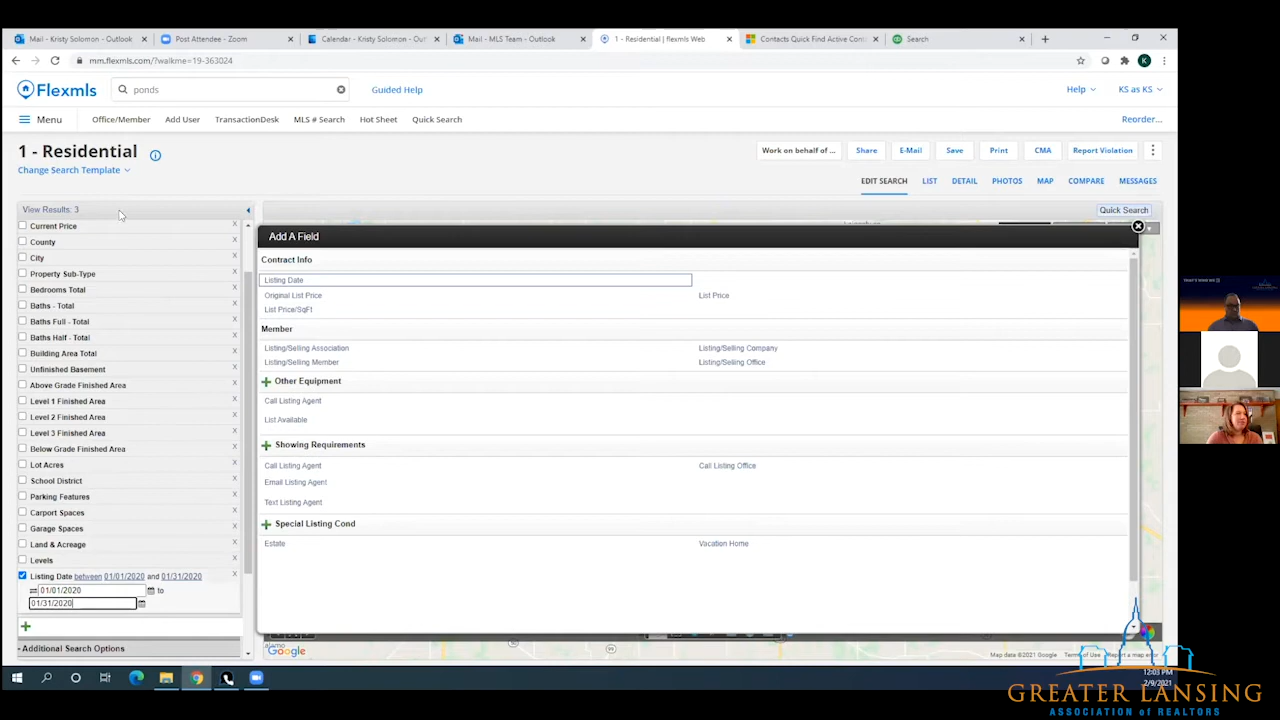 Mail - Kristy Solomon - Outlook
Post Attendee - Zoom
Calendar - Kristy Solomon - Out
Mail - MLS Team - Outlook
1 - Residential | flexmls Web
Contacts Quick Find Active Con
Search
mm.flexmls.com/?walkme=19-363024
K
Flexmls
ponds
Guided Help
Help
KS as KS
Menu
Office/Member
Add User
TransactionDesk
MLS # Search
Hot Sheet
Quick Search
Reorder...
1 - Residential
Change Search Template
Work on behalf of ...
Share
E-Mail
Save
Print
CMA
Report Violation
EDIT SEARCH
LIST
DETAIL
PHOTOS
MAP
COMPARE
MESSAGES
View Results: 3
Quick Search
Current Price X
County X
City X
Property Sub-Type X
Bedrooms Total X
Baths - Total X
Baths Full - Total X
Baths Half - Total X
Building Area Total X
Unfinished Basement X
Above Grade Finished Area X
Level 1 Finished Area X
Level 2 Finished Area X
Level 3 Finished Area X
Below Grade Finished Area X
Lot Acres X
School District X
Parking Features X
Carport Spaces X
Garage Spaces X
Land & Acreage X
Levels X
Listing Date between 01/01/2020 and 01/31/2020 X
01/01/2020 to
01/31/2020
Additional Search Options
Add A Field
Contract Info
Listing Date
Original List Price
List Price
List Price/SqFt
Member
Listing/Selling Association
Listing/Selling Company
Listing/Selling Member
Listing/Selling Office
Other Equipment
Call Listing Agent
List Available
Showing Requirements
Call Listing Agent
Call Listing Office
Email Listing Agent
Text Listing Agent
Special Listing Cond
Estate
Vacation Home
Google
Map data ©2021 Google
Terms of Use
Report a map error
12:03 PM
2/9/2021
GREATER LANSING
ASSOCIATION of REALTORS